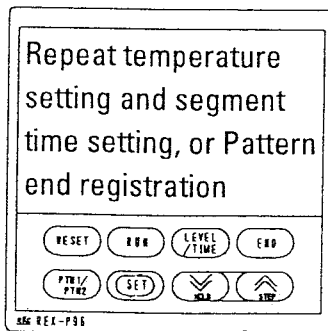 Repeat temperature
setting and segment
time setting, or Pattern
end registration
RESET RUN LEVEL/TIME END
PTN1/PTN2 SET HOLD STEP
REX-P96